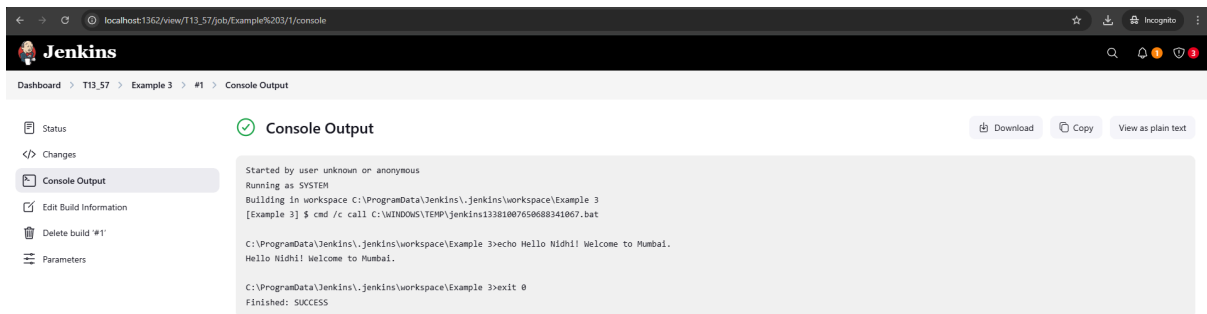 localhost:1362/view/T13_57/job/Example%203/1/console
Incognito
Jenkins
1
3
Dashboard > T13_57 > Example 3 > #1 > Console Output
Status
Changes
Console Output
Edit Build Information
Delete build '#1'
Parameters
Console Output
Download
Copy
View as plain text
Started by user unknown or anonymous
Running as SYSTEM
Building in workspace C:\ProgramData\Jenkins\.jenkins\workspace\Example 3
[Example 3] $ cmd /c call C:\WINDOWS\TEMP\jenkins13381007650688341067.bat
C:\ProgramData\Jenkins\.jenkins\workspace\Example 3>echo Hello Nidhi! Welcome to Mumbai.
Hello Nidhi! Welcome to Mumbai.
C:\ProgramData\Jenkins\.jenkins\workspace\Example 3>exit 0
Finished: SUCCESS